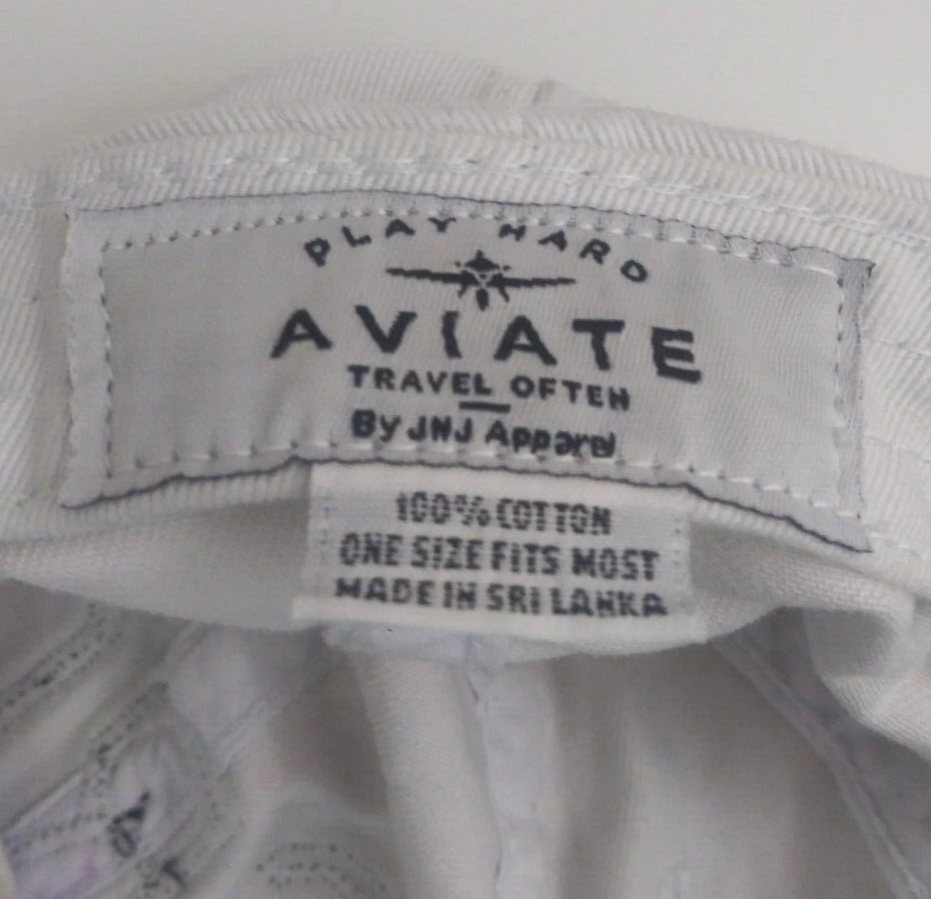 PLAY HARD
AVIATE
TRAVEL OFTEN
By JNJ Apparel
100% COTTON
ONE SIZE FITS MOST
MADE IN SRI LANKA